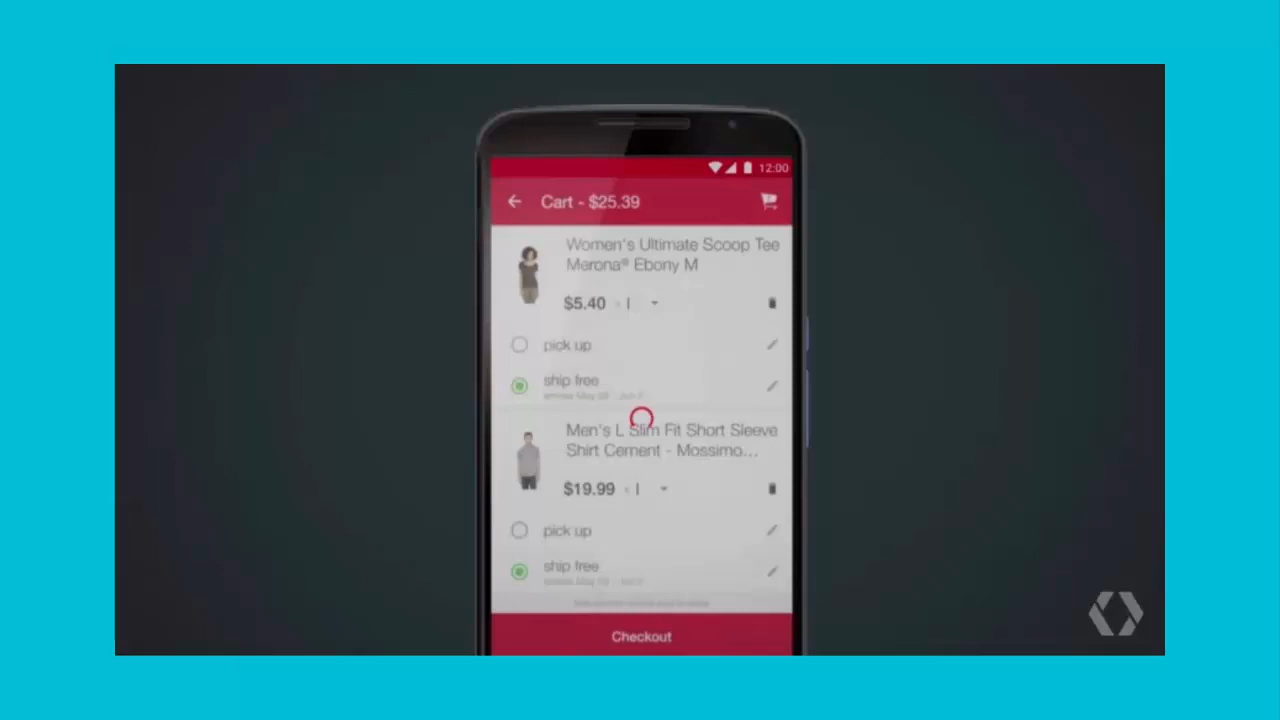 12:00
Cart - $25.39
Women's Ultimate Scoop Tee
Merona® Ebony M
$5.40
pick up
ship free
Men's L Slim Fit Short Sleeve
Shirt Cement - Mossimo...
$19.99
pick up
ship free
Checkout